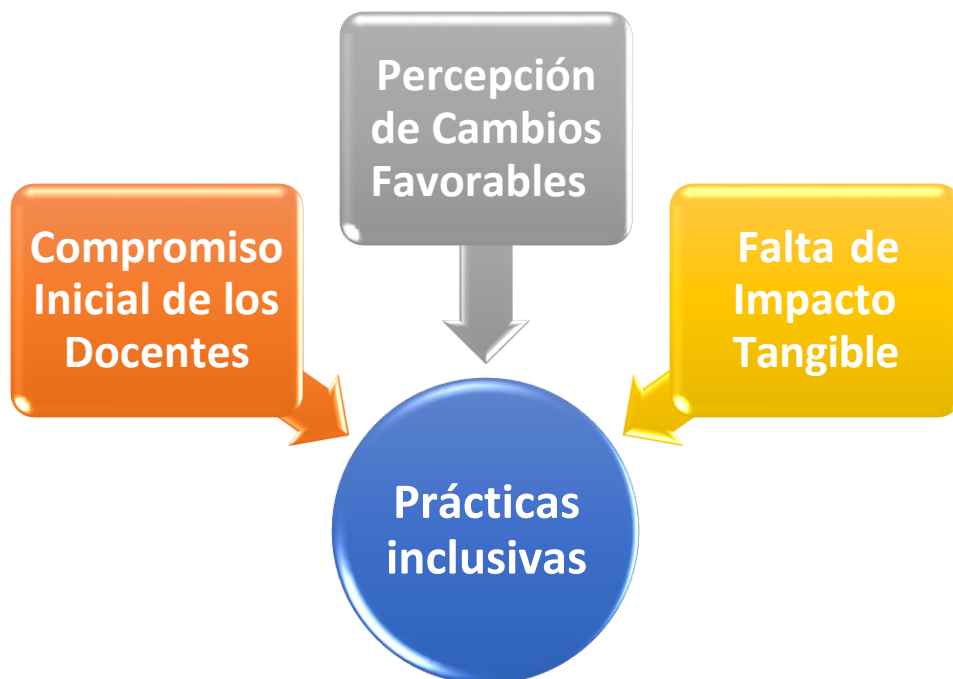 Percepción
de Cambios
Favorables
Compromiso
Inicial de los
Docentes
Falta de
Impacto
Tangible
Prácticas
inclusivas